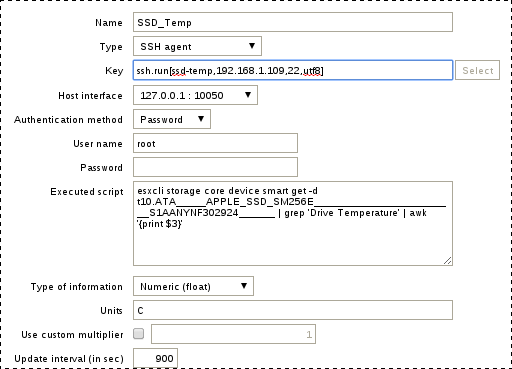 Name SSD_Temp
Type SSH agent
Key ssh.run[ssd-temp,192.168.1.109,22,utf8] Select
Host interface 127.0.0.1 : 10050
Authentication method Password
User name root
Password
Executed script esxcli storage core device smart get -d
t10.ATA_____APPLE_SSD_SM256E_______________________
__S1AANYNF302924______ | grep 'Drive Temperature' | awk
'{print $3}'
Type of information Numeric (float)
Units C
Use custom multiplier 1
Update interval (in sec) 900